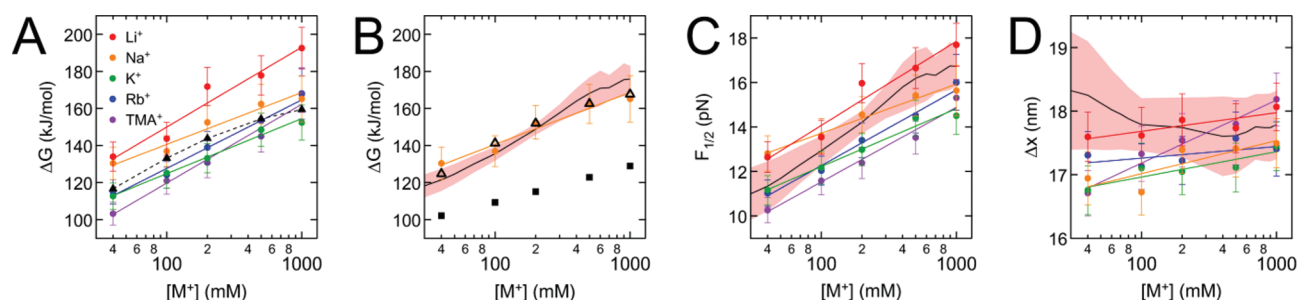 A
ΔG (kJ/mol)
200
180
160
140
120
100
Li⁺
Na⁺
K⁺
Rb⁺
TMA⁺
4 6 8 2 4 6 8
100 1000
[M⁺] (mM)
B
ΔG (kJ/mol)
200
180
160
140
120
100
4 6 8 2 4 6 8
100 1000
[M⁺] (mM)
C
F1/2 (pN)
18
16
14
12
10
4 6 8 2 4 6 8
100 1000
[M⁺] (mM)
D
Δx (nm)
19
18
17
16
4 6 8 2 4 6 8
100 1000
[M⁺] (mM)